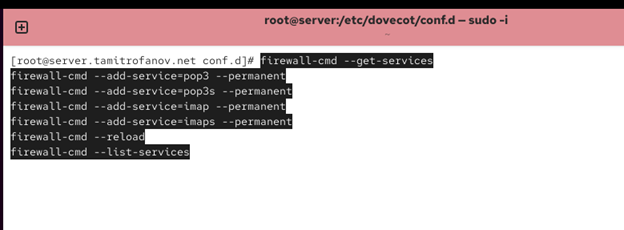 root@server:/etc/dovecot/conf.d — sudo -i
[root@server.tamitrofanov.net conf.d]# firewall-cmd --get-services
firewall-cmd --add-service=pop3 --permanent
firewall-cmd --add-service=pop3s --permanent
firewall-cmd --add-service=imap --permanent
firewall-cmd --add-service=imaps --permanent
firewall-cmd --reload
firewall-cmd --list-services